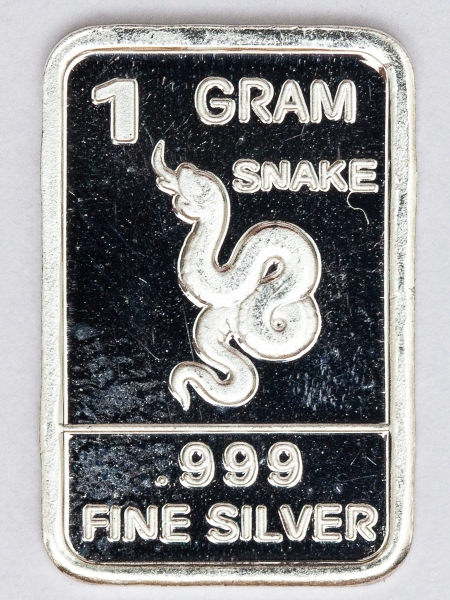 1 GRAM
SNAKE
.999
FINE SILVER